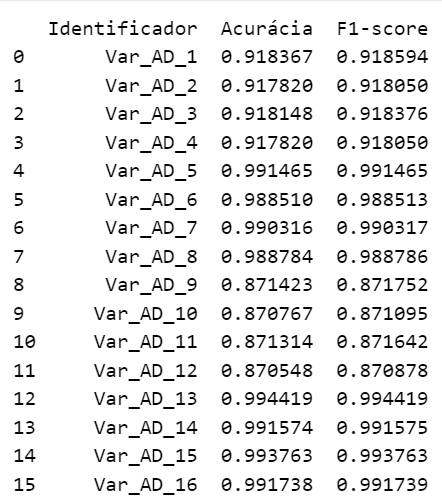 Identificador Acurácia F1-score
0 Var_AD_1 0.918367 0.918594
1 Var_AD_2 0.917820 0.918050
2 Var_AD_3 0.918148 0.918376
3 Var_AD_4 0.917820 0.918050
4 Var_AD_5 0.991465 0.991465
5 Var_AD_6 0.988510 0.988513
6 Var_AD_7 0.990316 0.990317
7 Var_AD_8 0.988784 0.988786
8 Var_AD_9 0.871423 0.871752
9 Var_AD_10 0.870767 0.871095
10 Var_AD_11 0.871314 0.871642
11 Var_AD_12 0.870548 0.870878
12 Var_AD_13 0.994419 0.994419
13 Var_AD_14 0.991574 0.991575
14 Var_AD_15 0.993763 0.993763
15 Var_AD_16 0.991738 0.991739